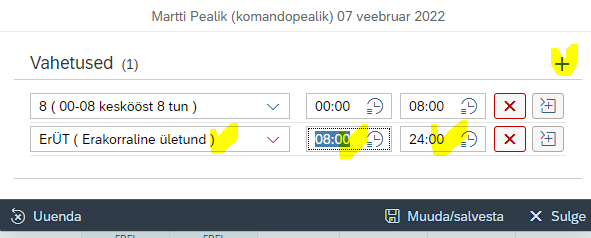 Martti Pealik (komandopealik) 07 veebruar 2022
Vahetused (1)
8 ( 00-08 keskööst 8 tun ) 00:00 08:00
ErÜT ( Erakorraline ületund ) 08:00 24:00
Uuenda Muuda/salvesta Sulge